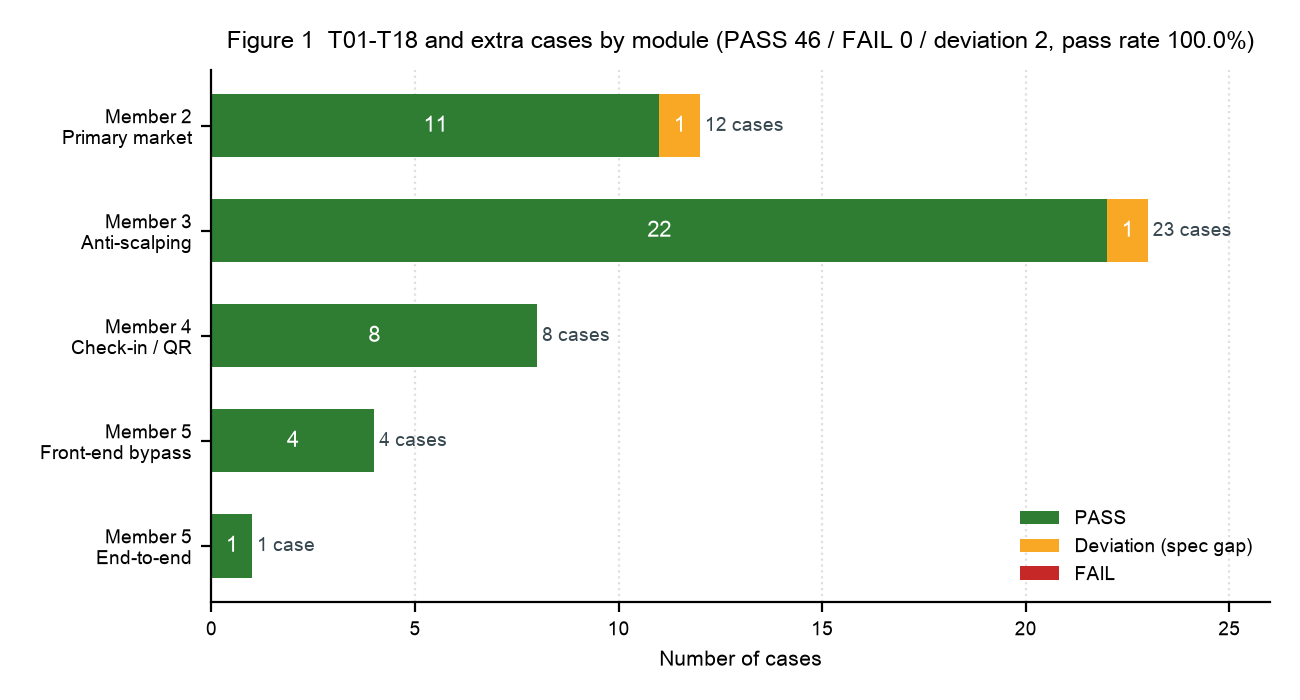 Figure 1  T01-T18 and extra cases by module (PASS 46 / FAIL 0 / deviation 2, pass rate 100.0%)
Member 2
Primary market
11
1
12 cases
Member 3
Anti-scalping
22
1
23 cases
Member 4
Check-in / QR
8
8 cases
Member 5
Front-end bypass
4
4 cases
Member 5
End-to-end
1
1 case
PASS
Deviation (spec gap)
FAIL
0
5
10
15
20
25
Number of cases